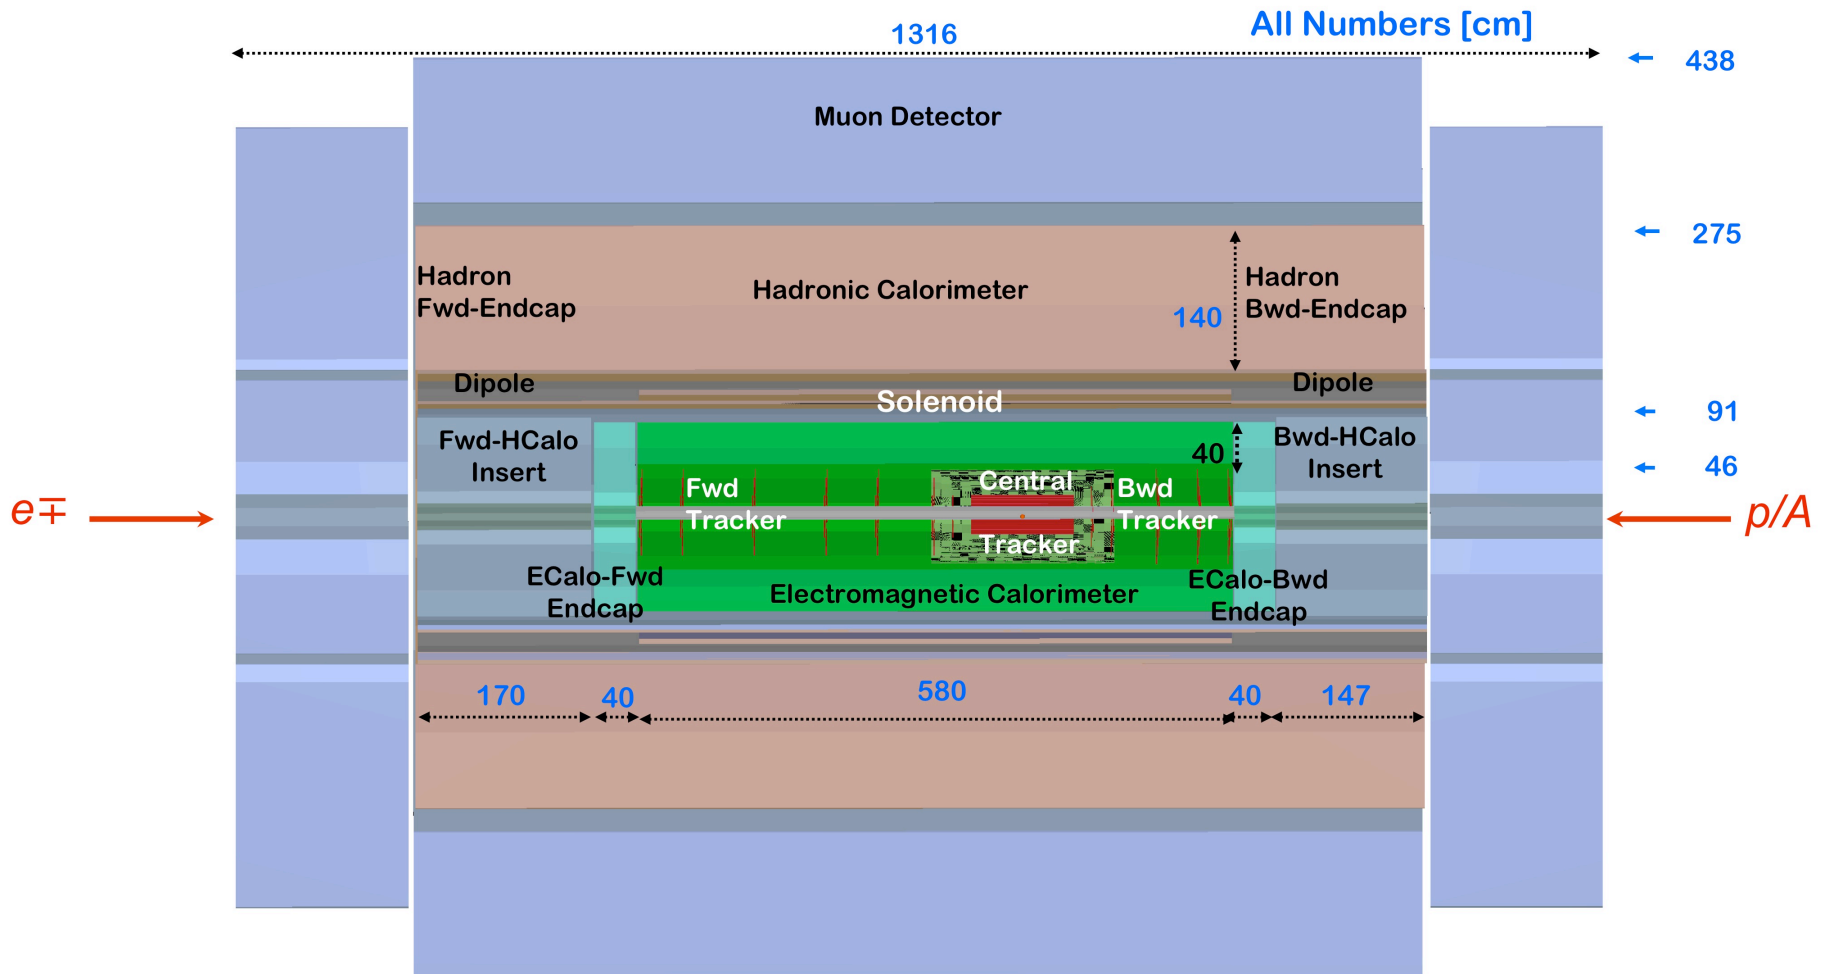 All Numbers [cm]
1316
438
Muon Detector
275
Hadron
Fwd-Endcap
Hadronic Calorimeter
Hadron
Bwd-Endcap
140
Dipole
Solenoid
Dipole
91
Fwd-HCalo
Insert
40
Bwd-HCalo
Insert
46
Fwd
Tracker
Central
Tracker
Bwd
Tracker
e∓
p/A
ECalo-Fwd
Endcap
Electromagnetic Calorimeter
ECalo-Bwd
Endcap
170
40
580
40
147